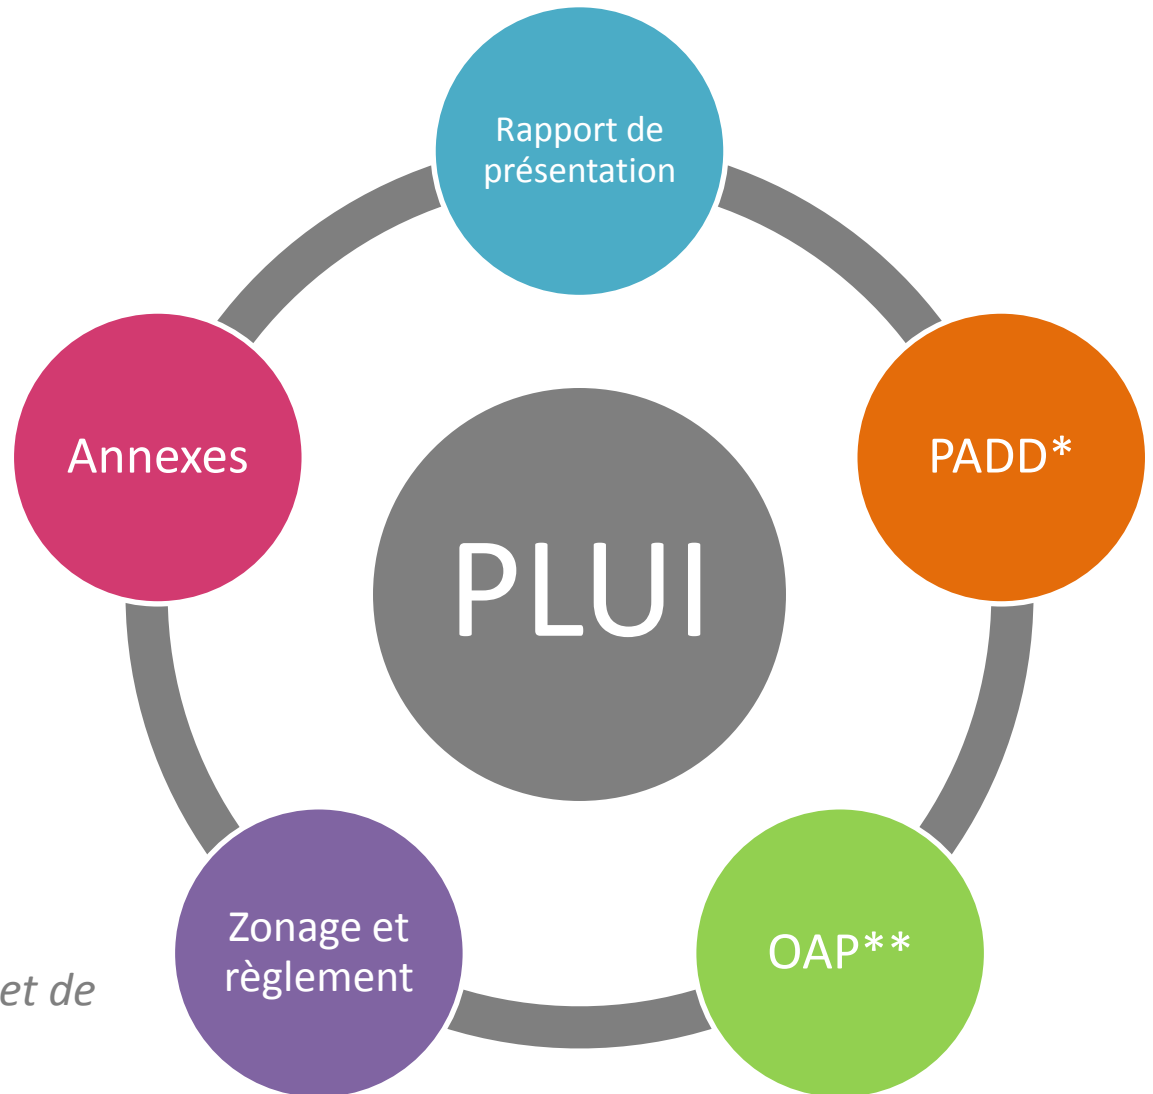 Rapport de
présentation
Annexes
PADD*
PLUI
Zonage et
règlement
OAP**
et de